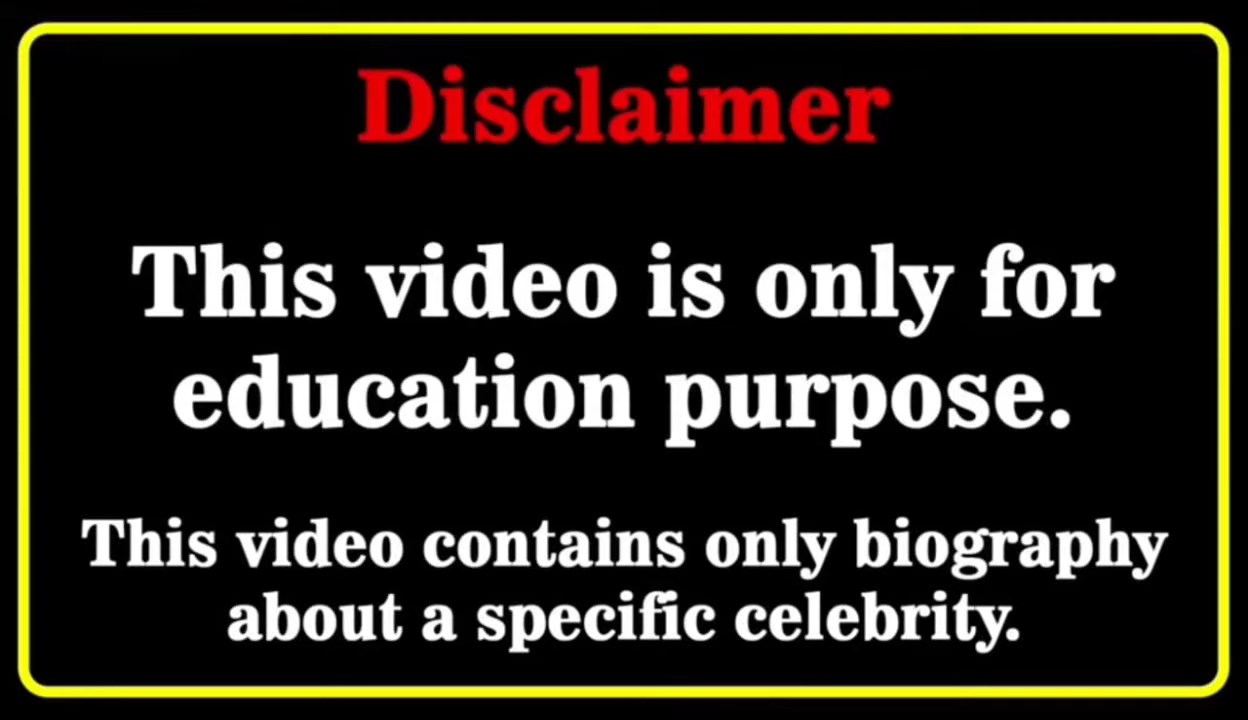 Disclaimer
This video is only for
education purpose.
This video contains only biography
about a specific celebrity.